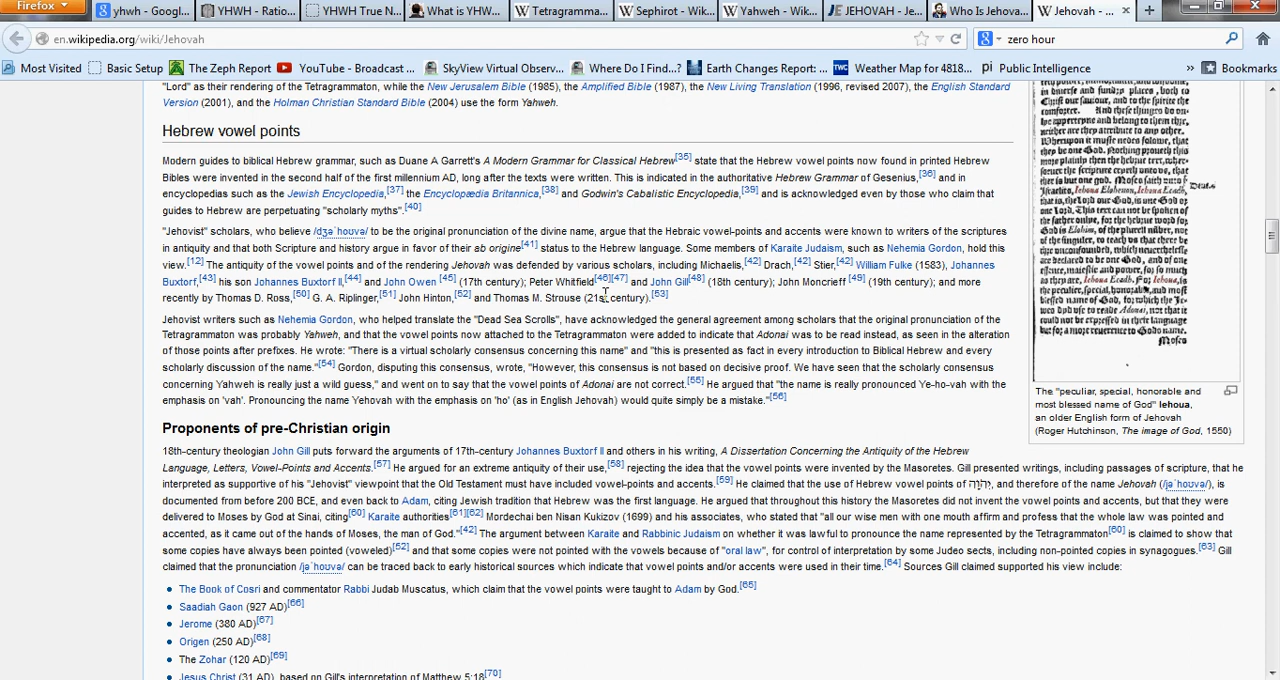 Firefox
yhwh - Googl...
YHWH - Ratio...
YHWH True N...
What is YHW...
Tetragramma...
Sephirot - Wik...
Yahweh - Wik...
JEHOVAH - Je...
Who Is Jehova...
Jehovah - ...
en.wikipedia.org/wiki/Jehovah
zero hour
Most Visited
Basic Setup
The Zeph Report
YouTube - Broadcast ...
SkyView Virtual Observ...
Where Do I Find...?
Earth Changes Report: ...
Weather Map for 4818...
Public Intelligence
Bookmarks
"Lord" as their rendering of the Tetragrammaton, while the New Jerusalem Bible (1985), the Amplified Bible (1987), the New Living Translation (1996, revised 2007), the English Standard
Version (2001), and the Holman Christian Standard Bible (2004) use the form Yahweh.
Hebrew vowel points
Modern guides to biblical Hebrew grammar, such as Duane A Garrett's A Modern Grammar for Classical Hebrew[35] state that the Hebrew vowel points now found in printed Hebrew
Bibles were invented in the second half of the first millennium AD, long after the texts were written. This is indicated in the authoritative Hebrew Grammar of Gesenius,[36] and in
encyclopedias such as the Jewish Encyclopedia,[37] the Encyclopædia Britannica,[38] and Godwin's Cabalistic Encyclopedia,[39] and is acknowledged even by those who claim that
guides to Hebrew are perpetuating "scholarly myths".[40]
"Jehovist" scholars, who believe /dʒəˈhoʊvə/ to be the original pronunciation of the divine name, argue that the Hebraic vowel-points and accents were known to writers of the scriptures
in antiquity and that both Scripture and history argue in favor of their ab origine[41] status to the Hebrew language. Some members of Karaite Judaism, such as Nehemia Gordon, hold this
view.[12] The antiquity of the vowel points and of the rendering Jehovah was defended by various scholars, including Michaelis,[42] Drach,[42] Stier,[42] William Fulke (1583), Johannes
Buxtorf,[43] his son Johannes Buxtorf II,[44] and John Owen [45] (17th century); Peter Whitfield[46][47] and John Gill[48] (18th century); John Moncrieff [49] (19th century); and more
recently by Thomas D. Ross,[50] G. A. Riplinger,[51] John Hinton,[52] and Thomas M. Strouse (21st century).[53]
Jehovist writers such as Nehemia Gordon, who helped translate the "Dead Sea Scrolls", have acknowledged the general agreement among scholars that the original pronunciation of the
Tetragrammaton was probably Yahweh, and that the vowel points now attached to the Tetragrammaton were added to indicate that Adonai was to be read instead, as seen in the alteration
of those points after prefixes. He wrote: "There is a virtual scholarly consensus concerning this name" and "this is presented as fact in every introduction to Biblical Hebrew and every
scholarly discussion of the name."[54] Gordon, disputing this consensus, wrote, "However, this consensus is not based on decisive proof. We have seen that the scholarly consensus
concerning Yahweh is really just a wild guess," and went on to say that the vowel points of Adonai are not correct.[55] He argued that "the name is really pronounced Ye-ho-vah with the
emphasis on 'vah'. Pronouncing the name Yehovah with the emphasis on 'ho' (as in English Jehovah) would quite simply be a mistake."[56]
The "peculiar, special, honorable and
most blessed name of God" Iehoua,
an older English form of Jehovah
(Roger Hutchinson, The image of God, 1550)
Proponents of pre-Christian origin
18th–century theologian John Gill puts forward the arguments of 17th-century Johannes Buxtorf II and others in his writing, A Dissertation Concerning the Antiquity of the Hebrew
Language, Letters, Vowel-Points and Accents.[57] He argued for an extreme antiquity of their use,[58] rejecting the idea that the vowel points were invented by the Masoretes. Gill presented writings, including passages of scripture, that he
interpreted as supportive of his "Jehovist" viewpoint that the Old Testament must have included vowel-points and accents.[59] He claimed that the use of Hebrew vowel points of יְהֹוָה, and therefore of the name Jehovah (/jəˈhoʊvə/), is
documented from before 200 BCE, and even back to Adam, citing Jewish tradition that Hebrew was the first language. He argued that throughout this history the Masoretes did not invent the vowel points and accents, but that they were
delivered to Moses by God at Sinai, citing[60] Karaite authorities[61][62] Mordechai ben Nisan Kukizov (1699) and his associates, who stated that "all our wise men with one mouth affirm and profess that the whole law was pointed and
accented, as it came out of the hands of Moses, the man of God."[42] The argument between Karaite and Rabbinic Judaism on whether it was lawful to pronounce the name represented by the Tetragrammaton[60] is claimed to show that
some copies have always been pointed (voweled)[52] and that some copies were not pointed with the vowels because of "oral law", for control of interpretation by some Judeo sects, including non-pointed copies in synagogues.[63] Gill
claimed that the pronunciation /jəˈhoʊvə/ can be traced back to early historical sources which indicate that vowel points and/or accents were used in their time.[64] Sources Gill claimed supported his view include:
The Book of Cosri and commentator Rabbi Judab Muscatus, which claim that the vowel points were taught to Adam by God.[65]
Saadiah Gaon (927 AD)[66]
Jerome (380 AD)[67]
Origen (250 AD)[68]
The Zohar (120 AD)[69]
Jesus Christ (31 AD), based on Gill's interpretation of Matthew 5:18[70]